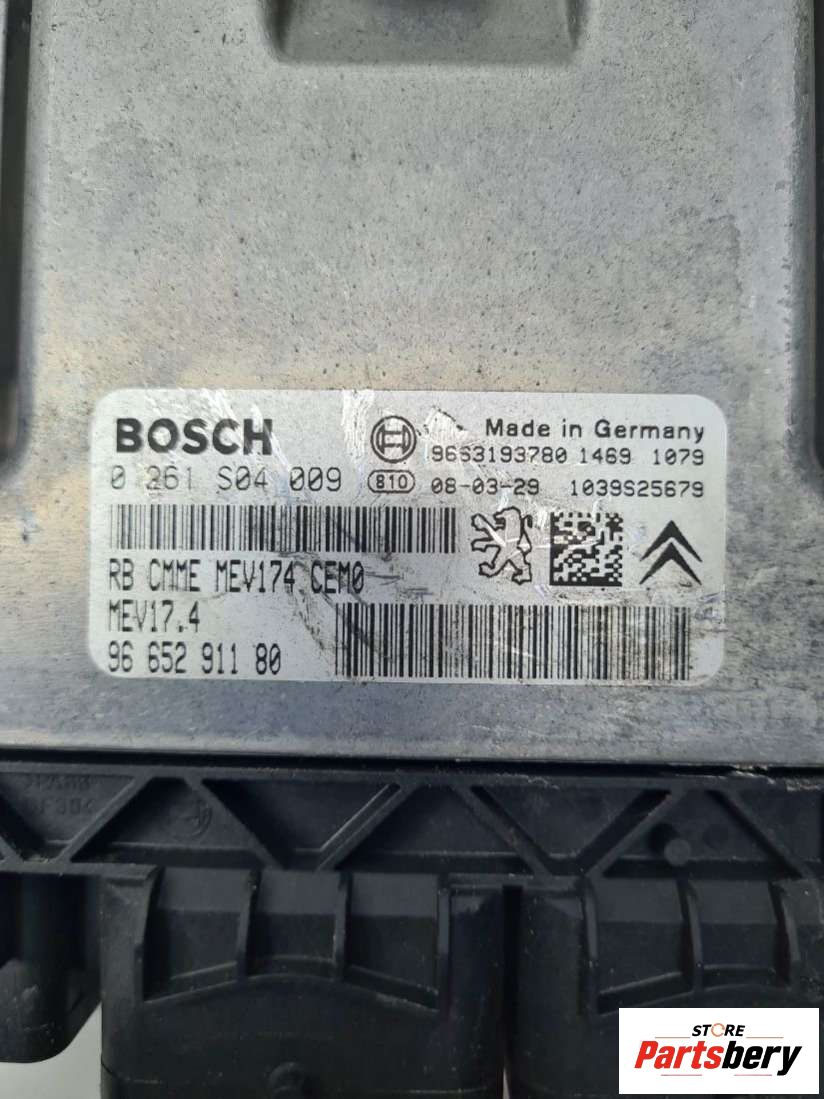 BOSCH
Made in Germany
9653193780 1469 1079
0 261 S04 009
810
08-03-29 1039S25679
RB CMME MEV174 CEM0
MEV17.4
96 652 911 80
STORE
Partsbery